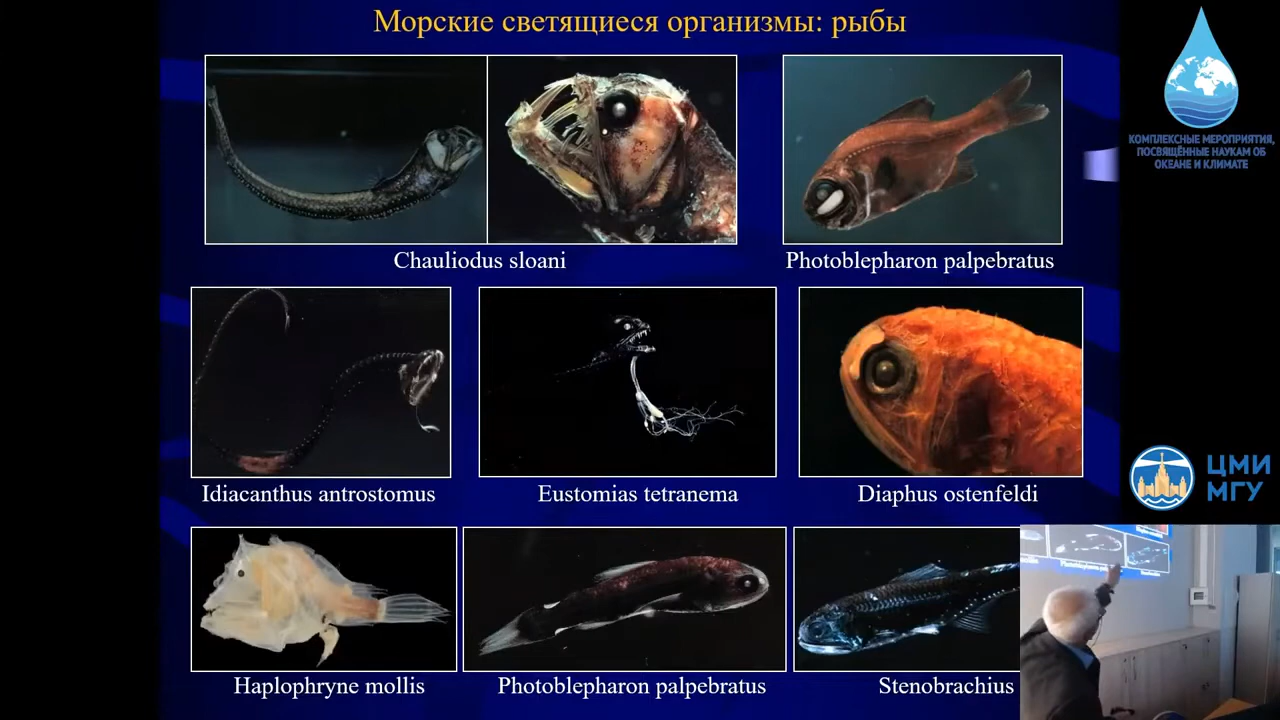 Морские светящиеся организмы: рыбы
КОМПЛЕКСНЫЕ МЕРОПРИЯТИЯ,
ПОСВЯЩЁННЫЕ НАУКАМ ОБ
ОКЕАНЕ И КЛИМАТЕ
Chauliodus sloani
Photoblepharon palpebratus
Idiacanthus antrostomus
Eustomias tetranema
Diaphus ostenfeldi
ЦМИ
МГУ
Haplophryne mollis
Photoblepharon palpebratus
Stenobrachius